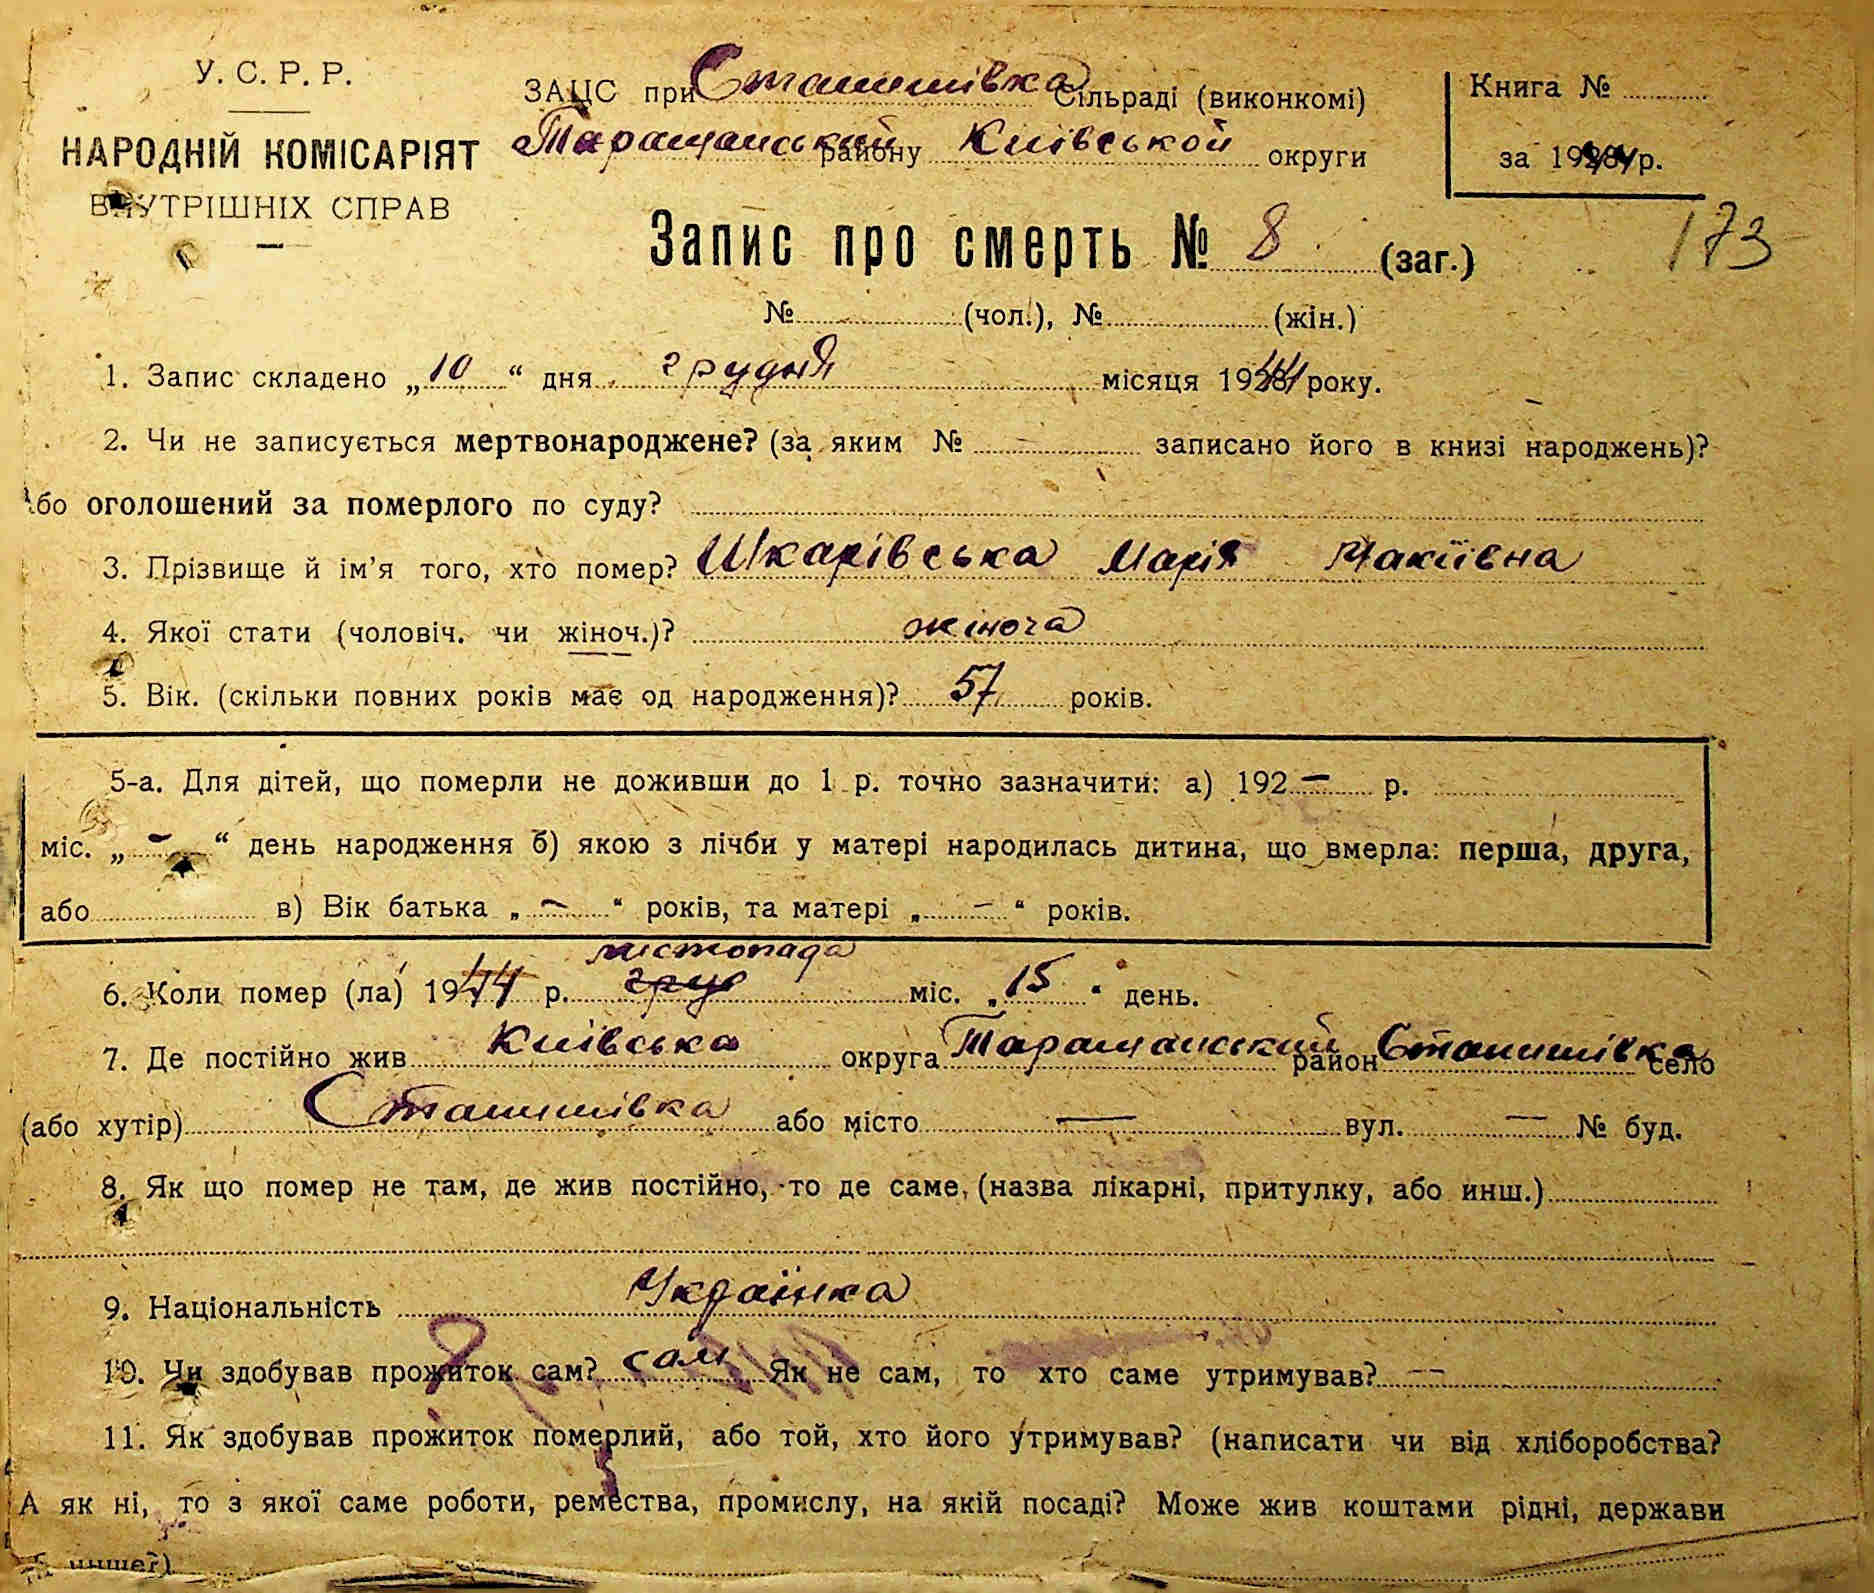 У. С. Р. Р.
НАРОДНІЙ КОМІСАРІЯТ
ВНУТРІШНІХ СПРАВ
ЗАЦС при Станишівка Сільраді (виконкомі)
Таращанский району Київськой округи
Книга №
за 1944 р.
173
Запис про смерть № 8 (заг.)
№ (чол.), № (жін.)
1. Запис складено „10“ дня грудня місяця 1944 року.
2. Чи не записується мертвонароджене? (за яким № — записано його в книзі народжень)?
або оголошений за померлого по суду?
3. Прізвище й ім'я того, хто помер? Шкарівська Марія Макіївна
4. Якої стати (чоловіч. чи жіноч.)? жіноча
5. Вік. (скільки повних років має од народження)? 57 років.
5-а. Для дітей, що померли не доживши до 1 р. точно зазначити: а) 192 — р.
міс. „ — “ день народження б) якою з лічби у матері народилась дитина, що вмерла: перша, друга,
або в) Вік батька „ — “ років, та матері „ — “ років.
листопада
6. Коли помер (ла) 1944 р. груд міс. „15“ день.
7. Де постійно жив Київська округа Таращанский район Станишівка село
(або хутір) Станишівка або місто — вул. — № буд.
8. Як що помер не там, де жив постійно, то де саме, (назва лікарні, притулку, або инш.)
9. Національність Українка
10. Чи здобував прожиток сам? сам Як не сам, то хто саме утримував? —
11. Як здобував прожиток померлий, або той, хто його утримував? (написати чи від хліборобства?
А як ні, то з якої саме роботи, ремества, промислу, на якій посаді? Може жив коштами рідні, держави
чи инше?)